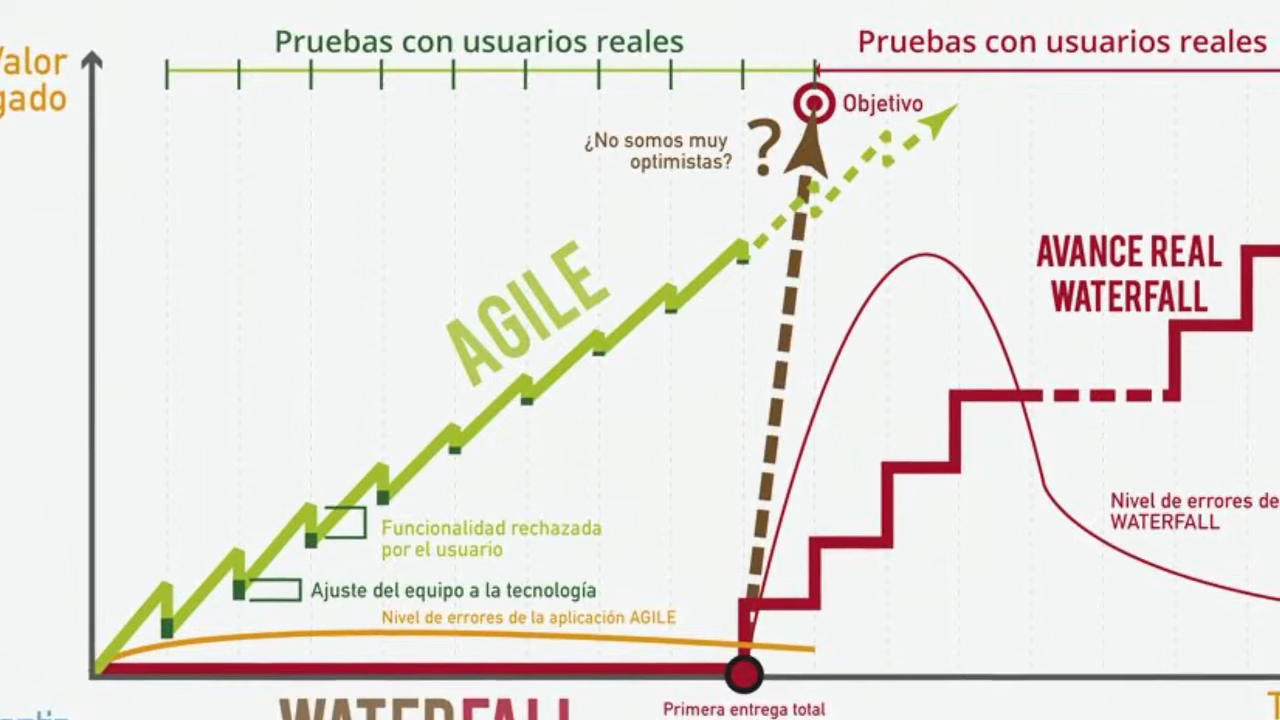 Pruebas con usuarios reales
Pruebas con usuarios reales
Valor
gado
Objetivo
¿No somos muy
optimistas?
?
AGILE
AVANCE REAL
WATERFALL
Funcionalidad rechazada
por el usuario
Nivel de errores de
WATERFALL
Ajuste del equipo a la tecnología
Nivel de errores de la aplicación AGILE
WATERFALL
Primera entrega total